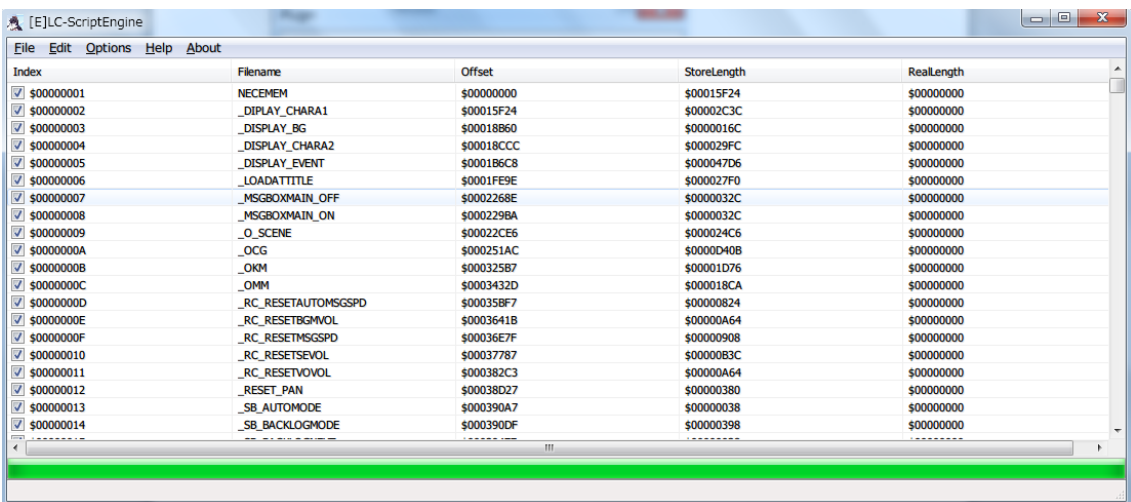 [E]LC-ScriptEngine
File Edit Options Help About
Index Filename Offset StoreLength RealLength
$00000001 NECEMEM $00000000 $00015F24 $00000000
$00000002 _DIPLAY_CHARA1 $00015F24 $00002C3C $00000000
$00000003 _DISPLAY_BG $00018B60 $0000016C $00000000
$00000004 _DISPLAY_CHARA2 $00018CCC $000029FC $00000000
$00000005 _DISPLAY_EVENT $0001B6C8 $000047D6 $00000000
$00000006 _LOADATTITLE $0001FE9E $000027F0 $00000000
$00000007 _MSGBOXMAIN_OFF $0002268E $0000032C $00000000
$00000008 _MSGBOXMAIN_ON $000229BA $0000032C $00000000
$00000009 _O_SCENE $00022CE6 $000024C6 $00000000
$0000000A _OCG $000251AC $0000D40B $00000000
$0000000B _OKM $000325B7 $00001D76 $00000000
$0000000C _OMM $0003432D $000018CA $00000000
$0000000D _RC_RESETAUTOMSGSPD $00035BF7 $00000824 $00000000
$0000000E _RC_RESETBGMVOL $0003641B $00000A64 $00000000
$0000000F _RC_RESETMSGSPD $00036E7F $00000908 $00000000
$00000010 _RC_RESETSEVOL $00037787 $00000B3C $00000000
$00000011 _RC_RESETVOVOL $000382C3 $00000A64 $00000000
$00000012 _RESET_PAN $00038D27 $00000380 $00000000
$00000013 _SB_AUTOMODE $000390A7 $00000038 $00000000
$00000014 _SB_BACKLOGMODE $000390DF $00000398 $00000000